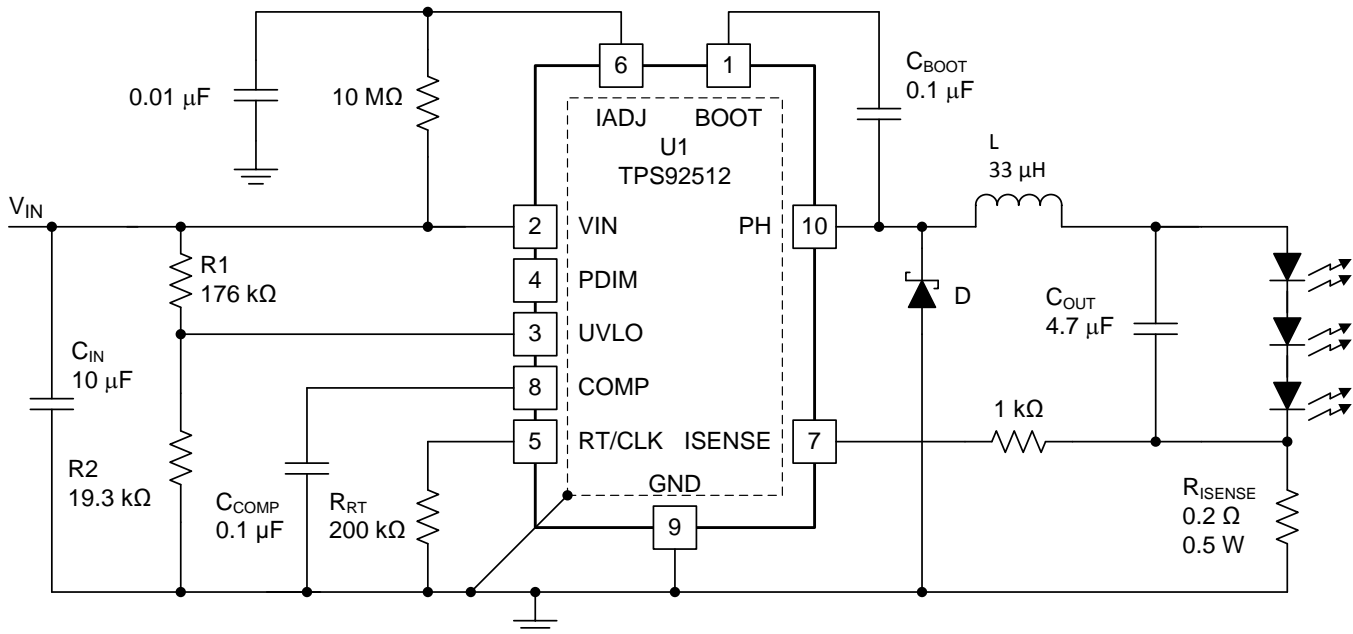 6
1
C_BOOT
0.1 μF
0.01 μF
10 MΩ
IADJ
BOOT
U1
TPS92512
L
33 μH
V_IN
2
VIN
PH
10
R1
176 kΩ
4
PDIM
D
C_OUT
4.7 μF
3
UVLO
C_IN
10 μF
8
COMP
1 kΩ
5
RT/CLK
ISENSE
7
R2
19.3 kΩ
C_COMP
0.1 μF
R_RT
200 kΩ
GND
9
R_ISENSE
0.2 Ω
0.5 W